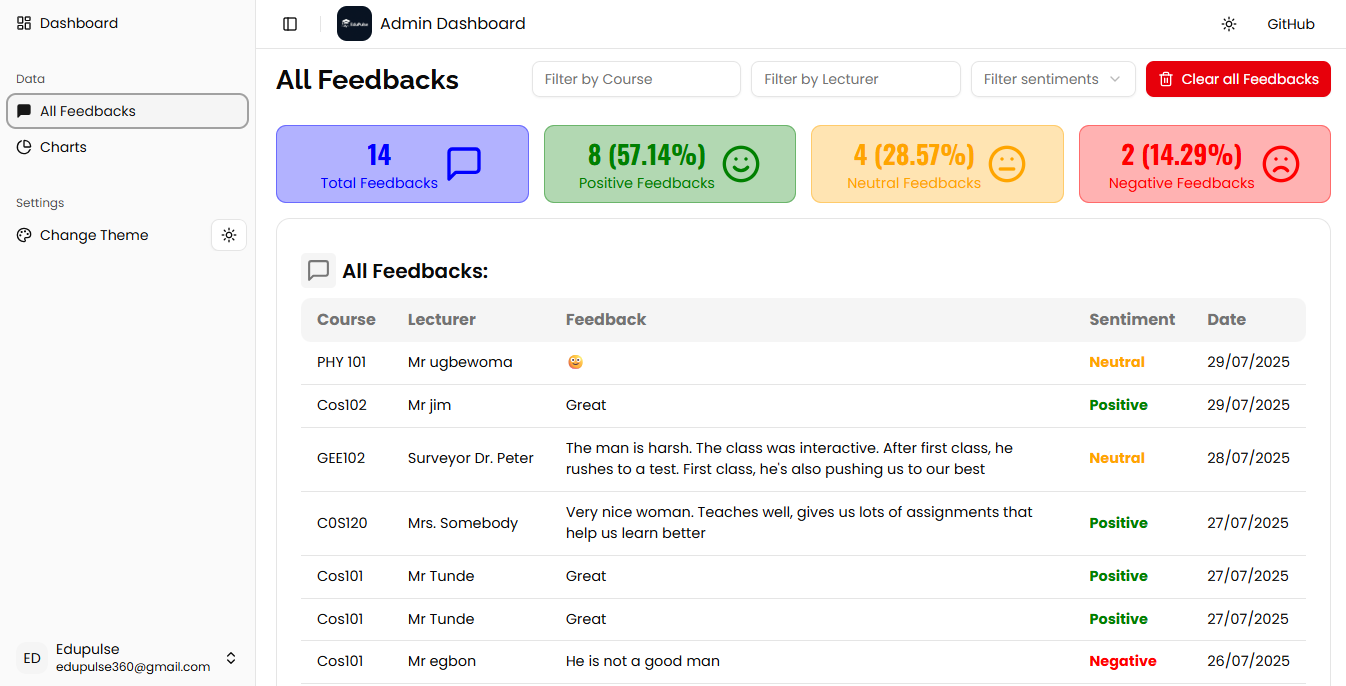 Dashboard
Data
All Feedbacks
Charts
Settings
Change Theme
ED
Edupulse
edupulse360@gmail.com
EduPulse
Admin Dashboard
GitHub
All Feedbacks
Filter by Course
Filter by Lecturer
Filter sentiments
Clear all Feedbacks
14
Total Feedbacks
8 (57.14%)
Positive Feedbacks
4 (28.57%)
Neutral Feedbacks
2 (14.29%)
Negative Feedbacks
All Feedbacks:
Course Lecturer Feedback Sentiment Date
PHY 101 Mr ugbewoma 😀 Neutral 29/07/2025
Cos102 Mr jim Great Positive 29/07/2025
GEE102 Surveyor Dr. Peter The man is harsh. The class was interactive. After first class, he Neutral 28/07/2025
rushes to a test. First class, he's also pushing us to our best
C0S120 Mrs. Somebody Very nice woman. Teaches well, gives us lots of assignments that Positive 27/07/2025
help us learn better
Cos101 Mr Tunde Great Positive 27/07/2025
Cos101 Mr Tunde Great Positive 27/07/2025
Cos101 Mr egbon He is not a good man Negative 26/07/2025